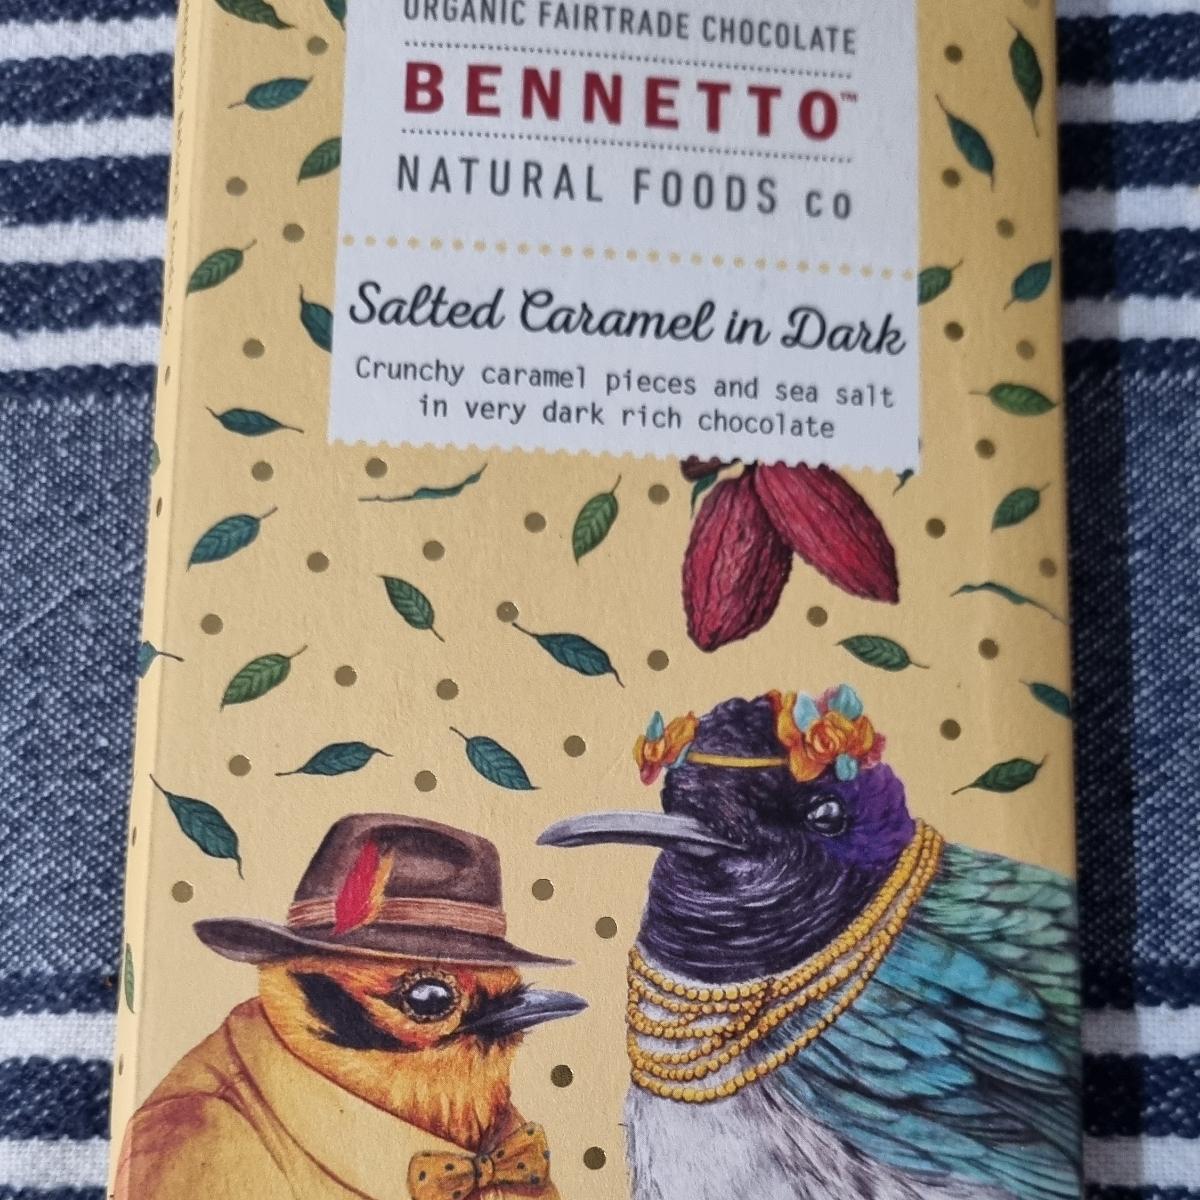 ORGANIC FAIRTRADE CHOCOLATE
BENNETTO™
NATURAL FOODS co
Salted Caramel in Dark
Crunchy caramel pieces and sea salt
in very dark rich chocolate